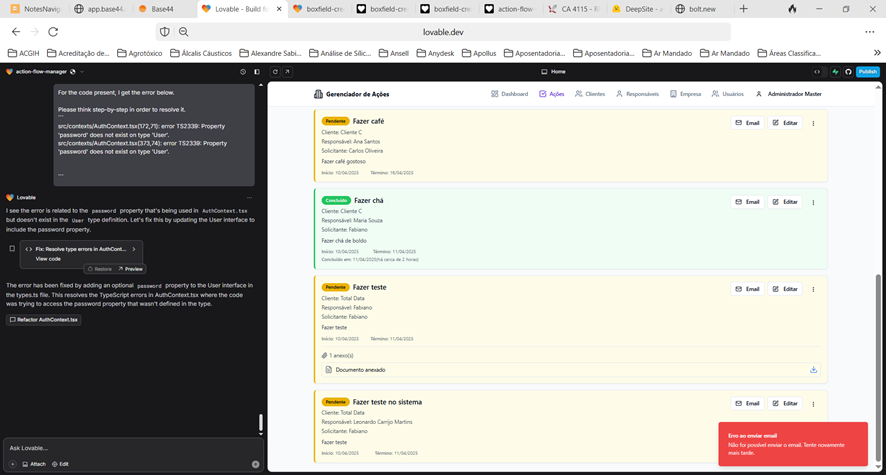 NotesNaviga
app.base44
Base44
Lovable - Build f
boxfield-cre
boxfield-cre
boxfield-cre
action-flow-
CA 4115 - R
DeepSite -
bolt.new
lovable.dev
ACGIH
Acreditação de...
Agrotóxico
Álcalis Cáusticos
Alexandre Sabi...
Análise de Sílic...
Ansell
Anydesk
Apollus
Aposentadoria...
Aposentadoria...
Ar Mandado
Ar Mandado
Áreas Classifica...
action-flow-manager
Home
Publish
For the code present, I get the error below.
Please think step-by-step in order to resolve it.
```
src/contexts/AuthContext.tsx(172,71): error TS2339: Property
'password' does not exist on type 'User'.
src/contexts/AuthContext.tsx(373,74): error TS2339: Property
'password' does not exist on type 'User'.
```
Lovable
I see the error is related to the password property that's being used in AuthContext.tsx
but doesn't exist in the User type definition. Let's fix this by updating the User interface to
include the password property.
Fix: Resolve type errors in AuthCont...
View code
Restore
Preview
The error has been fixed by adding an optional password property to the User interface in
the types.ts file. This resolves the TypeScript errors in AuthContext.tsx where the code
was trying to access the password property that wasn't defined in the type.
Refactor AuthContext.tsx
Ask Lovable...
Attach
Edit
Gerenciador de Ações
Dashboard
Ações
Clientes
Responsáveis
Empresa
Usuários
Administrador Master
Pendente Fazer café
Email
Editar
Cliente: Cliente C
Responsável: Ana Santos
Solicitante: Carlos Oliveira
Fazer café gostoso
Início: 10/04/2025 Término: 16/04/2025
Concluído Fazer chá
Email
Editar
Cliente: Cliente C
Responsável: Maria Souza
Solicitante: Fabiano
Fazer chá de boldo
Início: 10/04/2025 Término: 11/04/2025
Concluído em: 11/04/2025(há cerca de 2 horas)
Pendente Fazer teste
Email
Editar
Cliente: Total Data
Responsável: Fabiano
Solicitante: Fabiano
Fazer teste
Início: 10/04/2025 Término: 11/04/2025
1 anexo(s)
Documento anexado
Pendente Fazer teste no sistema
Email
Editar
Cliente: Total Data
Responsável: Leonardo Carrijo Martins
Solicitante: Fabiano
Fazer teste
Início: 10/04/2025 Término: 11/04/2025
Erro ao enviar email
Não foi possível enviar o email. Tente novamente
mais tarde.